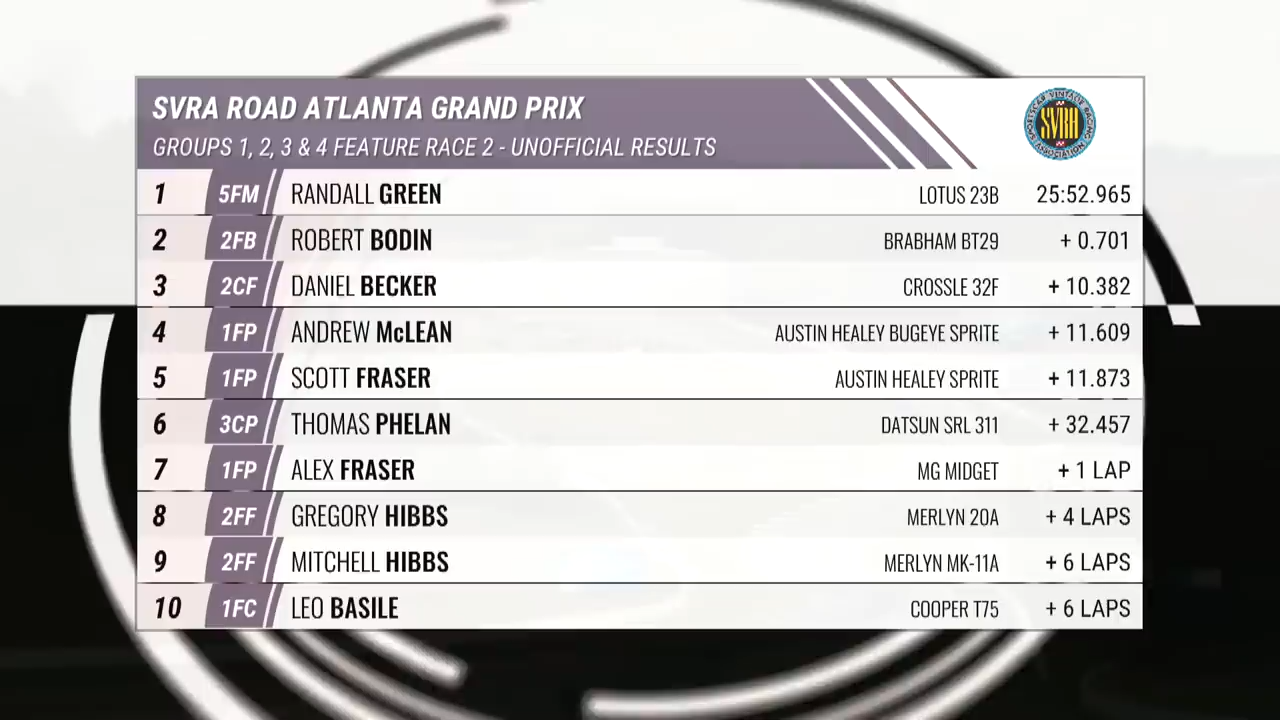 SVRA ROAD ATLANTA GRAND PRIX
GROUPS 1, 2, 3 & 4 FEATURE RACE 2 - UNOFFICIAL RESULTS
SPORTSCAR VINTAGE RACING ASSOCIATION
SVRA
1 5FM RANDALL GREEN LOTUS 23B 25:52.965
2 2FB ROBERT BODIN BRABHAM BT29 + 0.701
3 2CF DANIEL BECKER CROSSLE 32F + 10.382
4 1FP ANDREW McLEAN AUSTIN HEALEY BUGEYE SPRITE + 11.609
5 1FP SCOTT FRASER AUSTIN HEALEY SPRITE + 11.873
6 3CP THOMAS PHELAN DATSUN SRL 311 + 32.457
7 1FP ALEX FRASER MG MIDGET + 1 LAP
8 2FF GREGORY HIBBS MERLYN 20A + 4 LAPS
9 2FF MITCHELL HIBBS MERLYN MK-11A + 6 LAPS
10 1FC LEO BASILE COOPER T75 + 6 LAPS